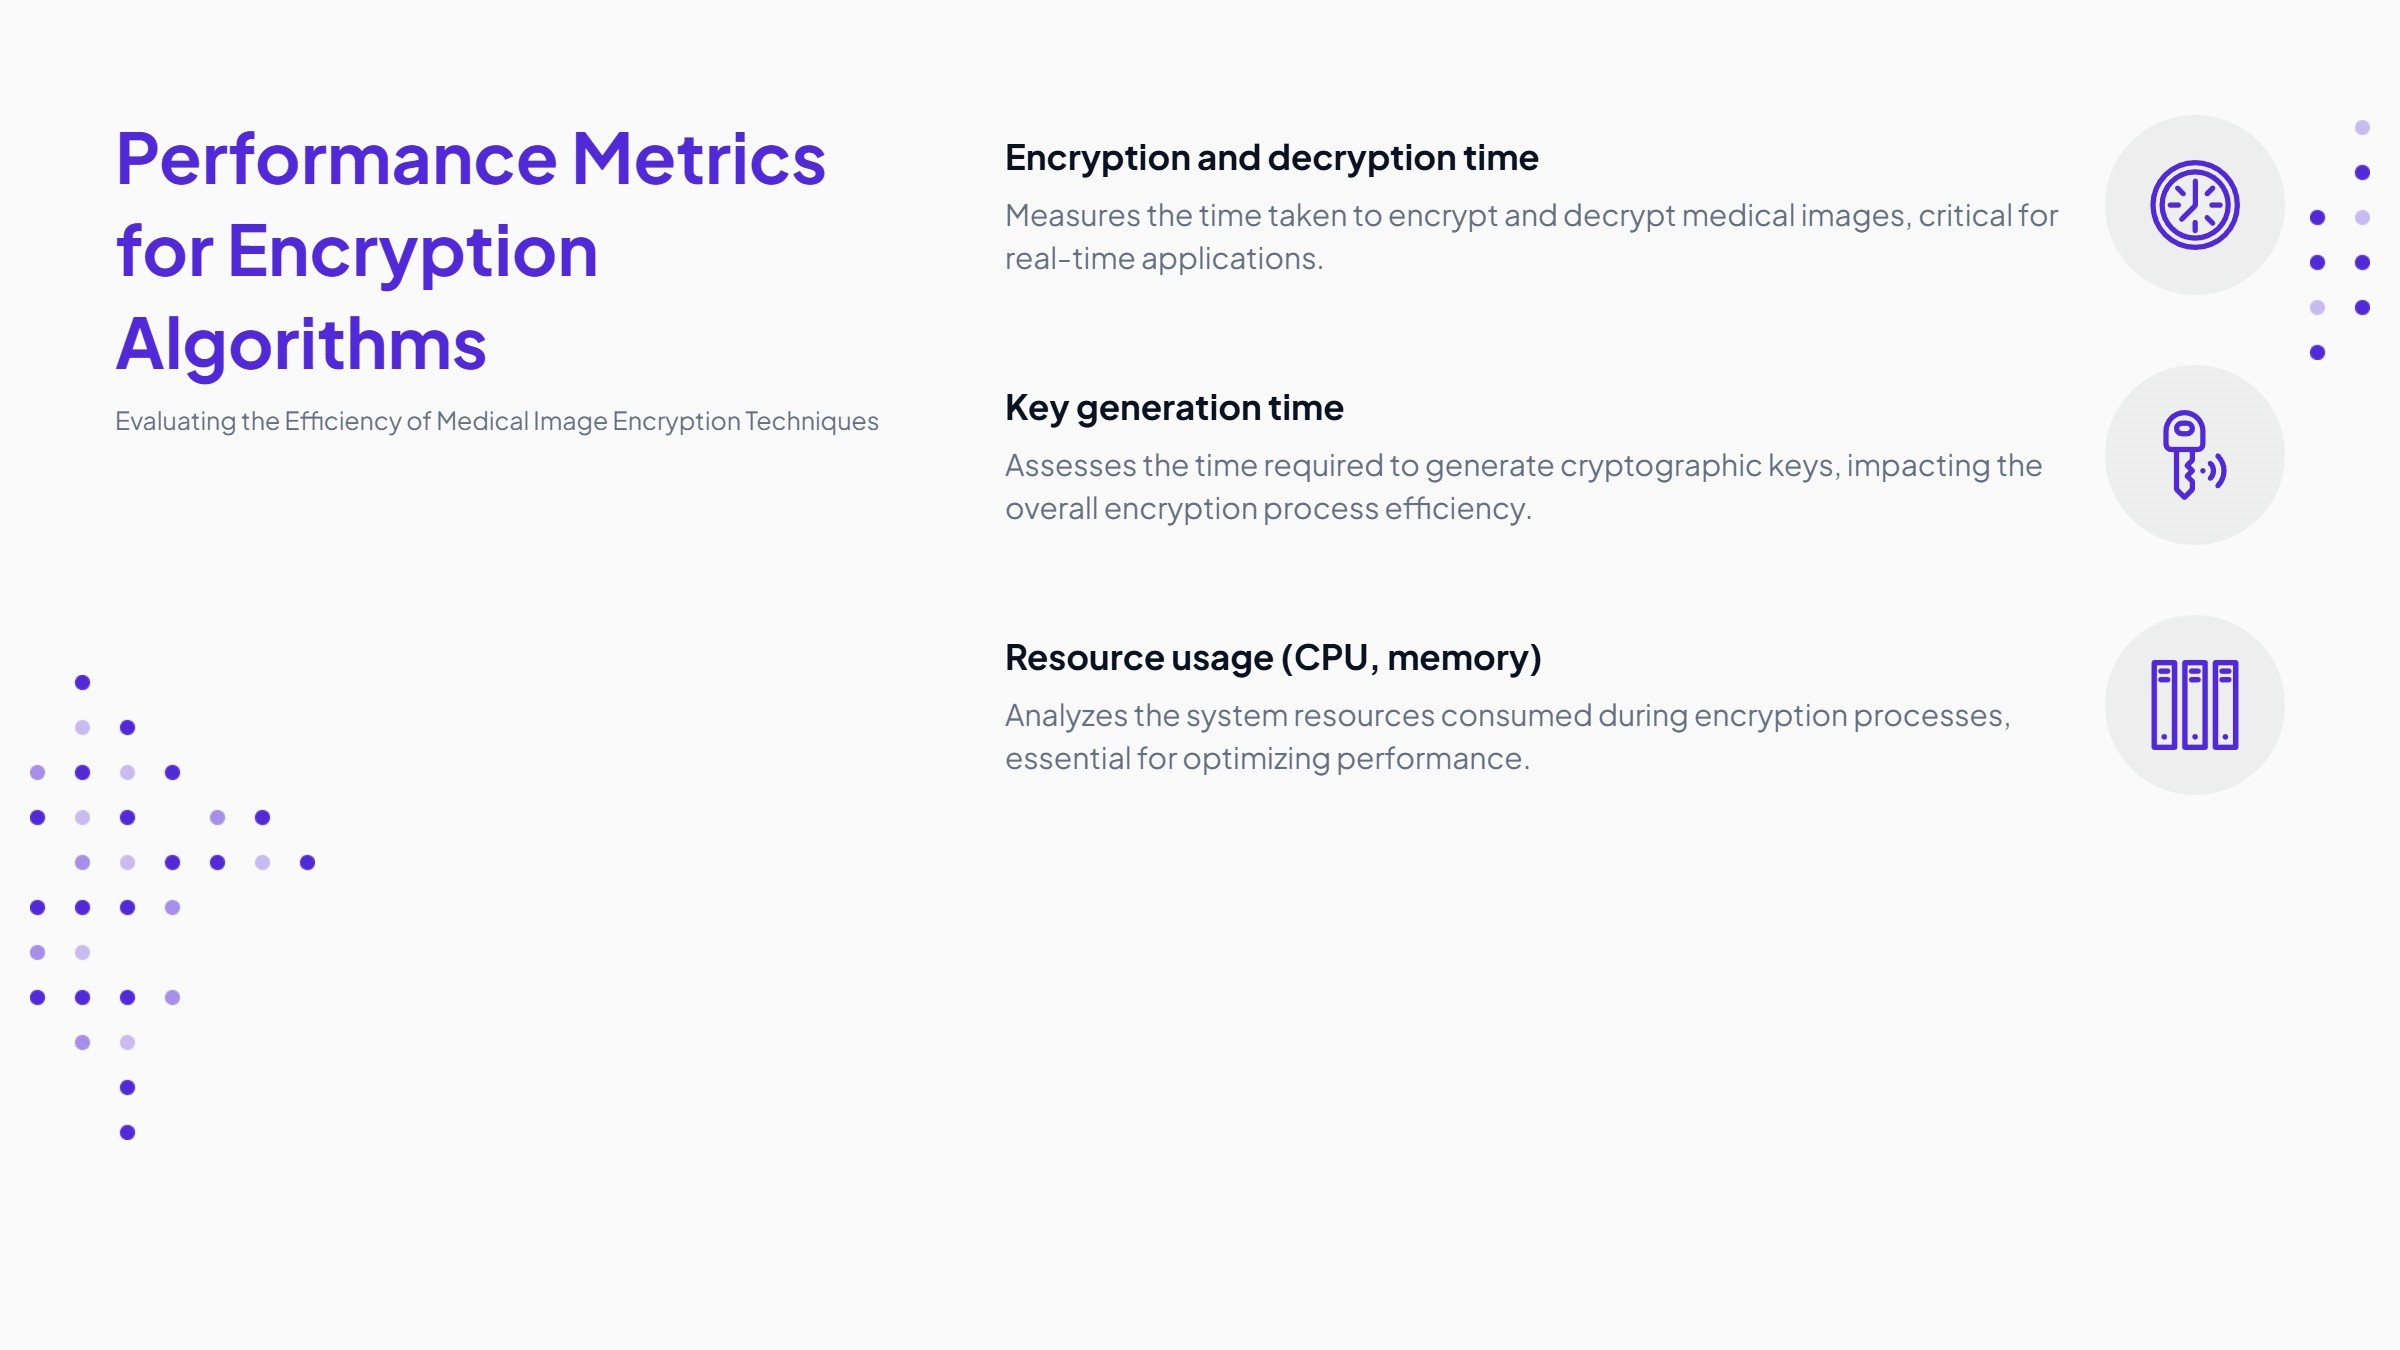 Performance Metrics
for Encryption
Algorithms
Evaluating the Efficiency of Medical Image Encryption Techniques
Encryption and decryption time
Measures the time taken to encrypt and decrypt medical images, critical for
real-time applications.
Key generation time
Assesses the time required to generate cryptographic keys, impacting the
overall encryption process efficiency.
Resource usage (CPU, memory)
Analyzes the system resources consumed during encryption processes,
essential for optimizing performance.